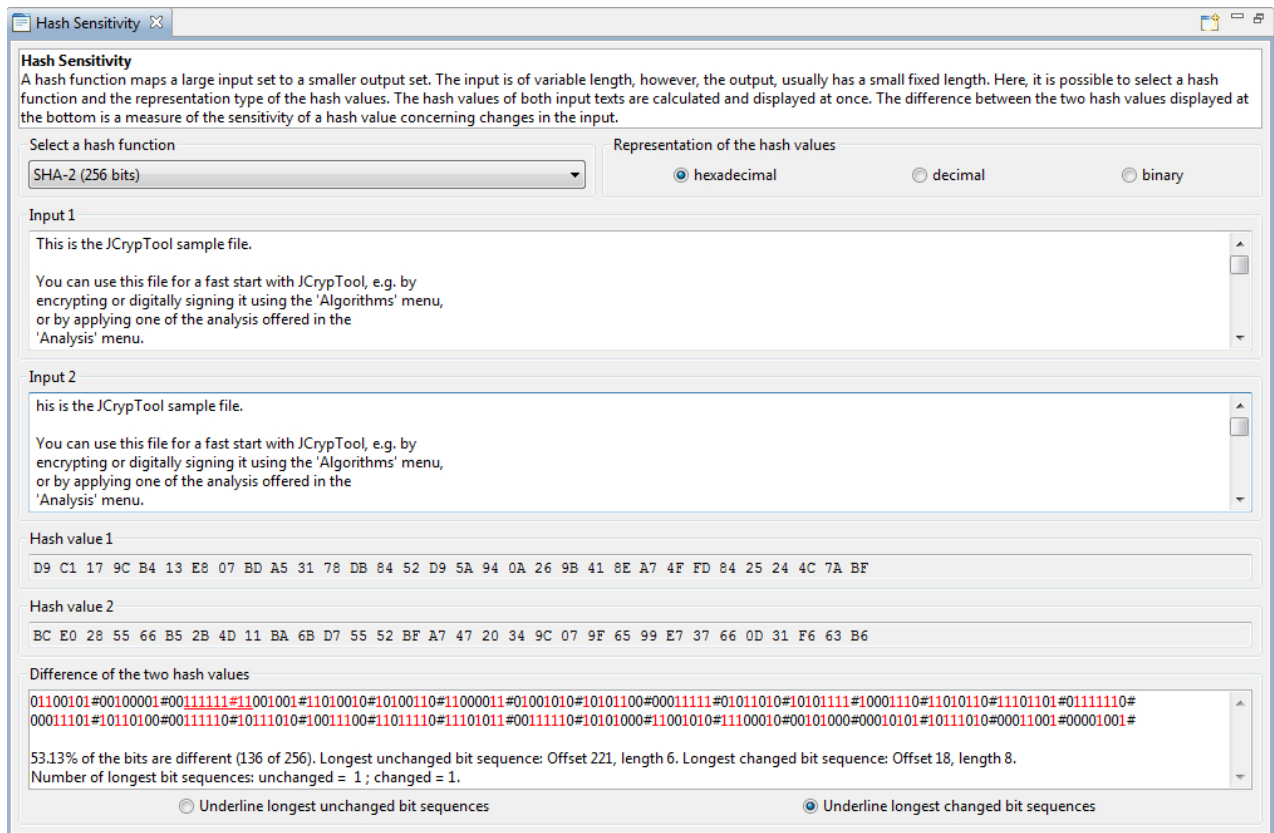 Hash Sensitivity
Hash Sensitivity
A hash function maps a large input set to a smaller output set. The input is of variable length, however, the output, usually has a small fixed length. Here, it is possible to select a hash
function and the representation type of the hash values. The hash values of both input texts are calculated and displayed at once. The difference between the two hash values displayed at
the bottom is a measure of the sensitivity of a hash value concerning changes in the input.
Select a hash function
Representation of the hash values
SHA-2 (256 bits)
hexadecimal
decimal
binary
Input 1
This is the JCrypTool sample file.
You can use this file for a fast start with JCrypTool, e.g. by
encrypting or digitally signing it using the 'Algorithms' menu,
or by applying one of the analysis offered in the
'Analysis' menu.
Input 2
his is the JCrypTool sample file.
You can use this file for a fast start with JCrypTool, e.g. by
encrypting or digitally signing it using the 'Algorithms' menu,
or by applying one of the analysis offered in the
'Analysis' menu.
Hash value 1
D9 C1 17 9C B4 13 E8 07 BD A5 31 78 DB 84 52 D9 5A 94 0A 26 9B 41 8E A7 4F FD 84 25 24 4C 7A BF
Hash value 2
BC E0 28 55 66 B5 2B 4D 11 BA 6B D7 55 52 BF A7 47 20 34 9C 07 9F 65 99 E7 37 66 0D 31 F6 63 B6
Difference of the two hash values
01100101#00100001#00111111#11001001#11010010#10100110#11000011#01001010#10101100#00011111#01011010#10101111#10001110#11010110#11101101#01111110#
00011101#10110100#00111110#10111010#10011100#11011110#11101011#00111110#10101000#11001010#11100010#00101000#00010101#10111010#00011001#00001001#
53.13% of the bits are different (136 of 256). Longest unchanged bit sequence: Offset 221, length 6. Longest changed bit sequence: Offset 18, length 8.
Number of longest bit sequences: unchanged =  1 ; changed = 1.
Underline longest unchanged bit sequences
Underline longest changed bit sequences